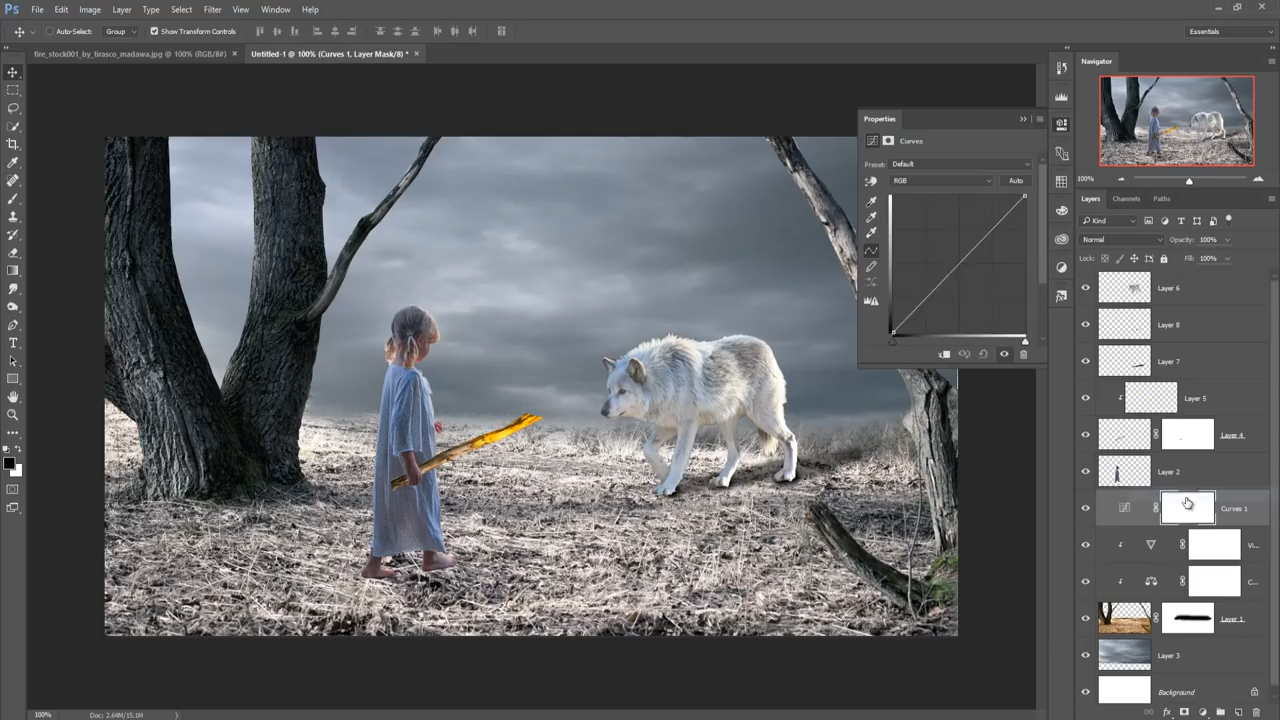 Ps File Edit Image Layer Type Select Filter View Window Help
Auto-Select: Group Show Transform Controls Essentials
fire_stock001_by_tirasco_madawa.jpg @ 100% (RGB/8#) × Untitled-1 @ 100% (Curves 1, Layer Mask/8) * ×
Navigator
100%
Properties
Curves
Preset: Default
RGB Auto
Layers Channels Paths
Kind
Normal Opacity: 100%
Lock: Fill: 100%
Layer 6
Layer 8
Layer 7
Layer 5
Layer 4
Layer 2
Curves 1
Vi...
C...
Layer 1
Layer 3
Background
100% Doc: 2.64M/15.1M